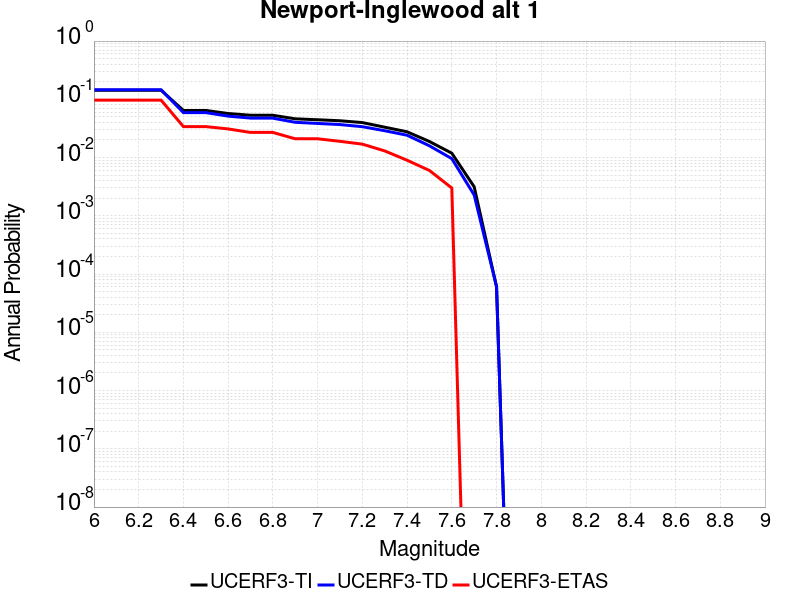 Newport-Inglewood alt 1
Annual Probability
10^0
10^-1
10^-2
10^-3
10^-4
10^-5
10^-6
10^-7
10^-8
6 6.2 6.4 6.6 6.8 7 7.2 7.4 7.6 7.8 8 8.2 8.4 8.6 8.8 9
Magnitude
UCERF3-TI UCERF3-TD UCERF3-ETAS